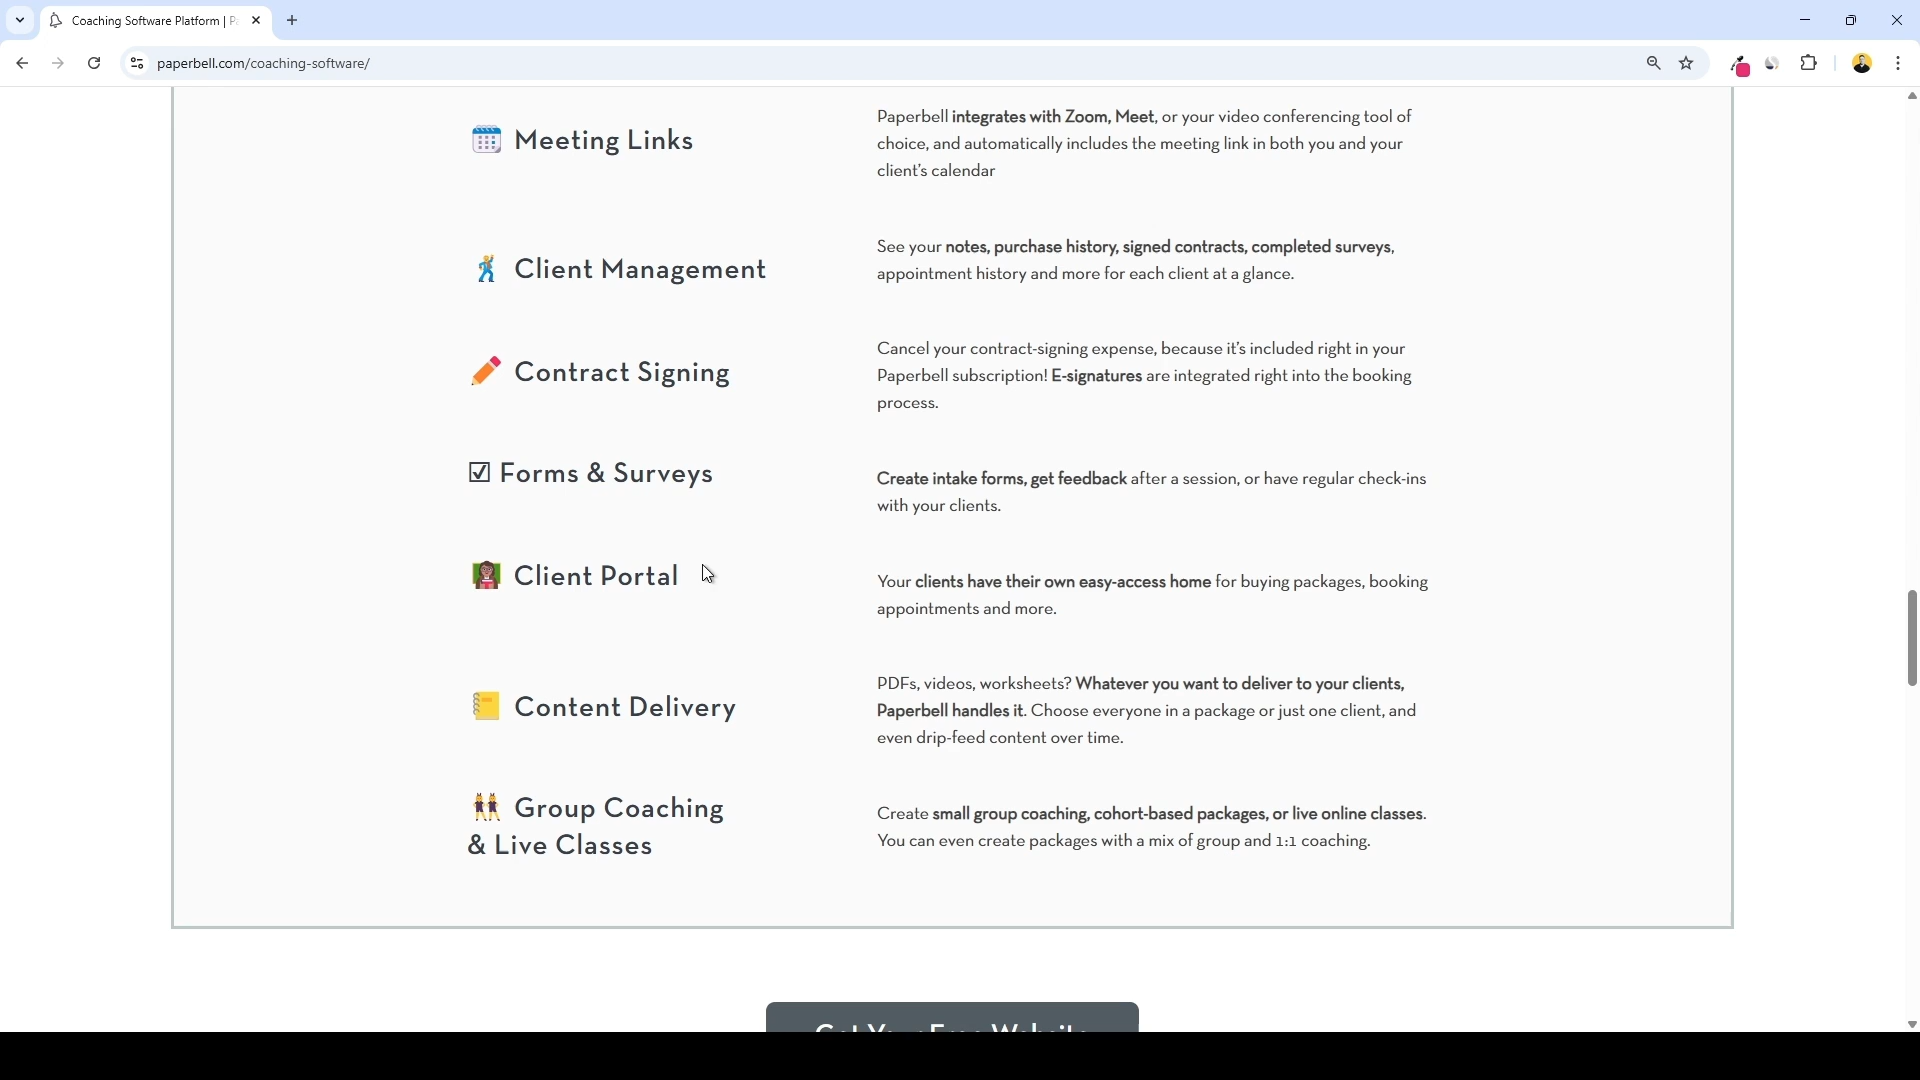 Coaching Software Platform | P
paperbell.com/coaching-software/
Meeting Links
Paperbell integrates with Zoom, Meet, or your video conferencing tool of
choice, and automatically includes the meeting link in both you and your
client's calendar
Client Management
See your notes, purchase history, signed contracts, completed surveys,
appointment history and more for each client at a glance.
Contract Signing
Cancel your contract-signing expense, because it's included right in your
Paperbell subscription! E-signatures are integrated right into the booking
process.
Forms & Surveys
Create intake forms, get feedback after a session, or have regular check-ins
with your clients.
Client Portal
Your clients have their own easy-access home for buying packages, booking
appointments and more.
Content Delivery
PDFs, videos, worksheets? Whatever you want to deliver to your clients,
Paperbell handles it. Choose everyone in a package or just one client, and
even drip-feed content over time.
Group Coaching
& Live Classes
Create small group coaching, cohort-based packages, or live online classes.
You can even create packages with a mix of group and 1:1 coaching.
Get Your Free Website